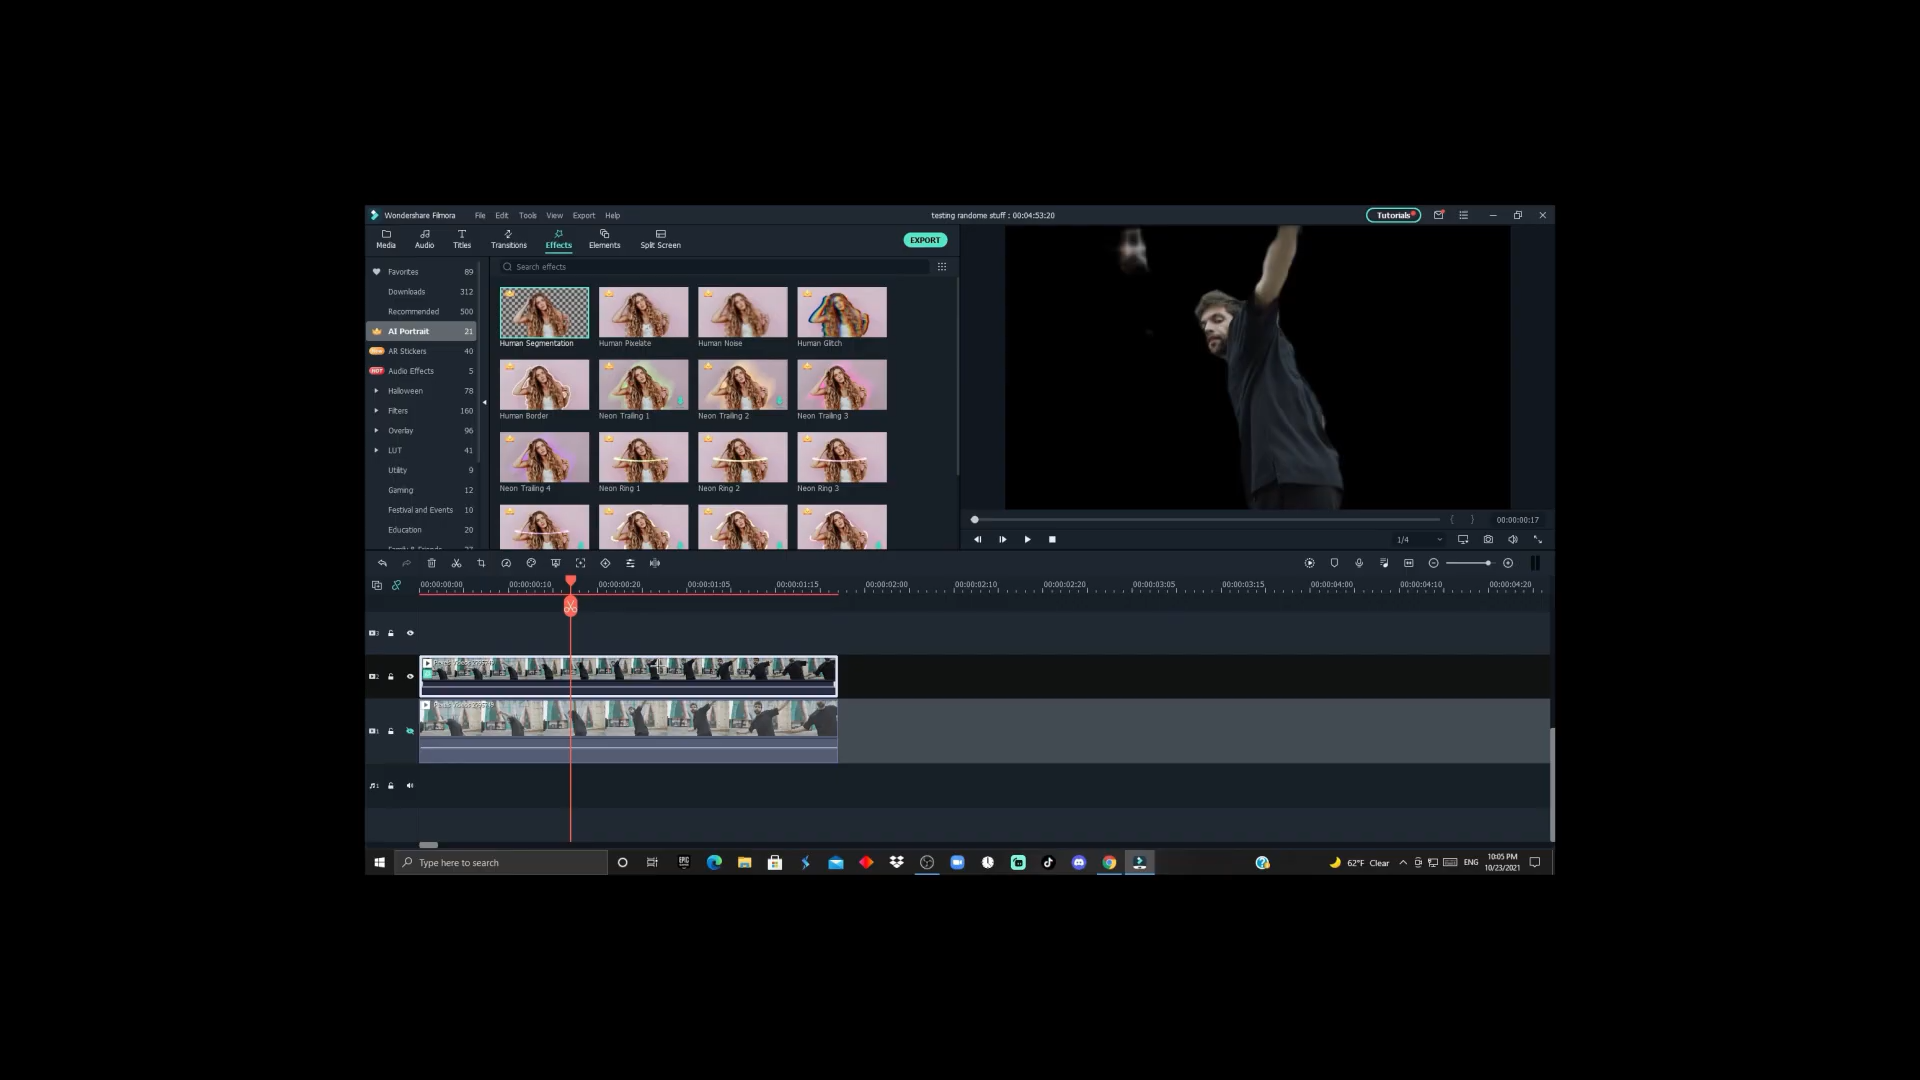 Wondershare Filmora File Edit Tools View Export Help
testing randome stuff : 00:04:53:20
Tutorials
Media Audio Titles Transitions Effects Elements Split Screen
EXPORT
Search effects
Favorites 89
Downloads 312
Recommended 500
AI Portrait 21
AR Stickers 40
HOT Audio Effects 5
Halloween 78
Filters 160
Overlay 96
LUT 41
Utility 9
Gaming 12
Festival and Events 10
Education 20
Human Segmentation Human Pixelate Human Noise Human Glitch
Human Border Neon Trailing 1 Neon Trailing 2 Neon Trailing 3
Neon Trailing 4 Neon Ring 1 Neon Ring 2 Neon Ring 3
00:00:00:17
1/4
00:00:00:00 00:00:00:10 00:00:00:20 00:00:01:05 00:00:01:15 00:00:02:00 00:00:02:10 00:00:02:20 00:00:03:05 00:00:03:15 00:00:04:00 00:00:04:10 00:00:04:20
3
2
1
1
Type here to search
EPIC
62°F Clear
ENG
10:05 PM
10/23/2021